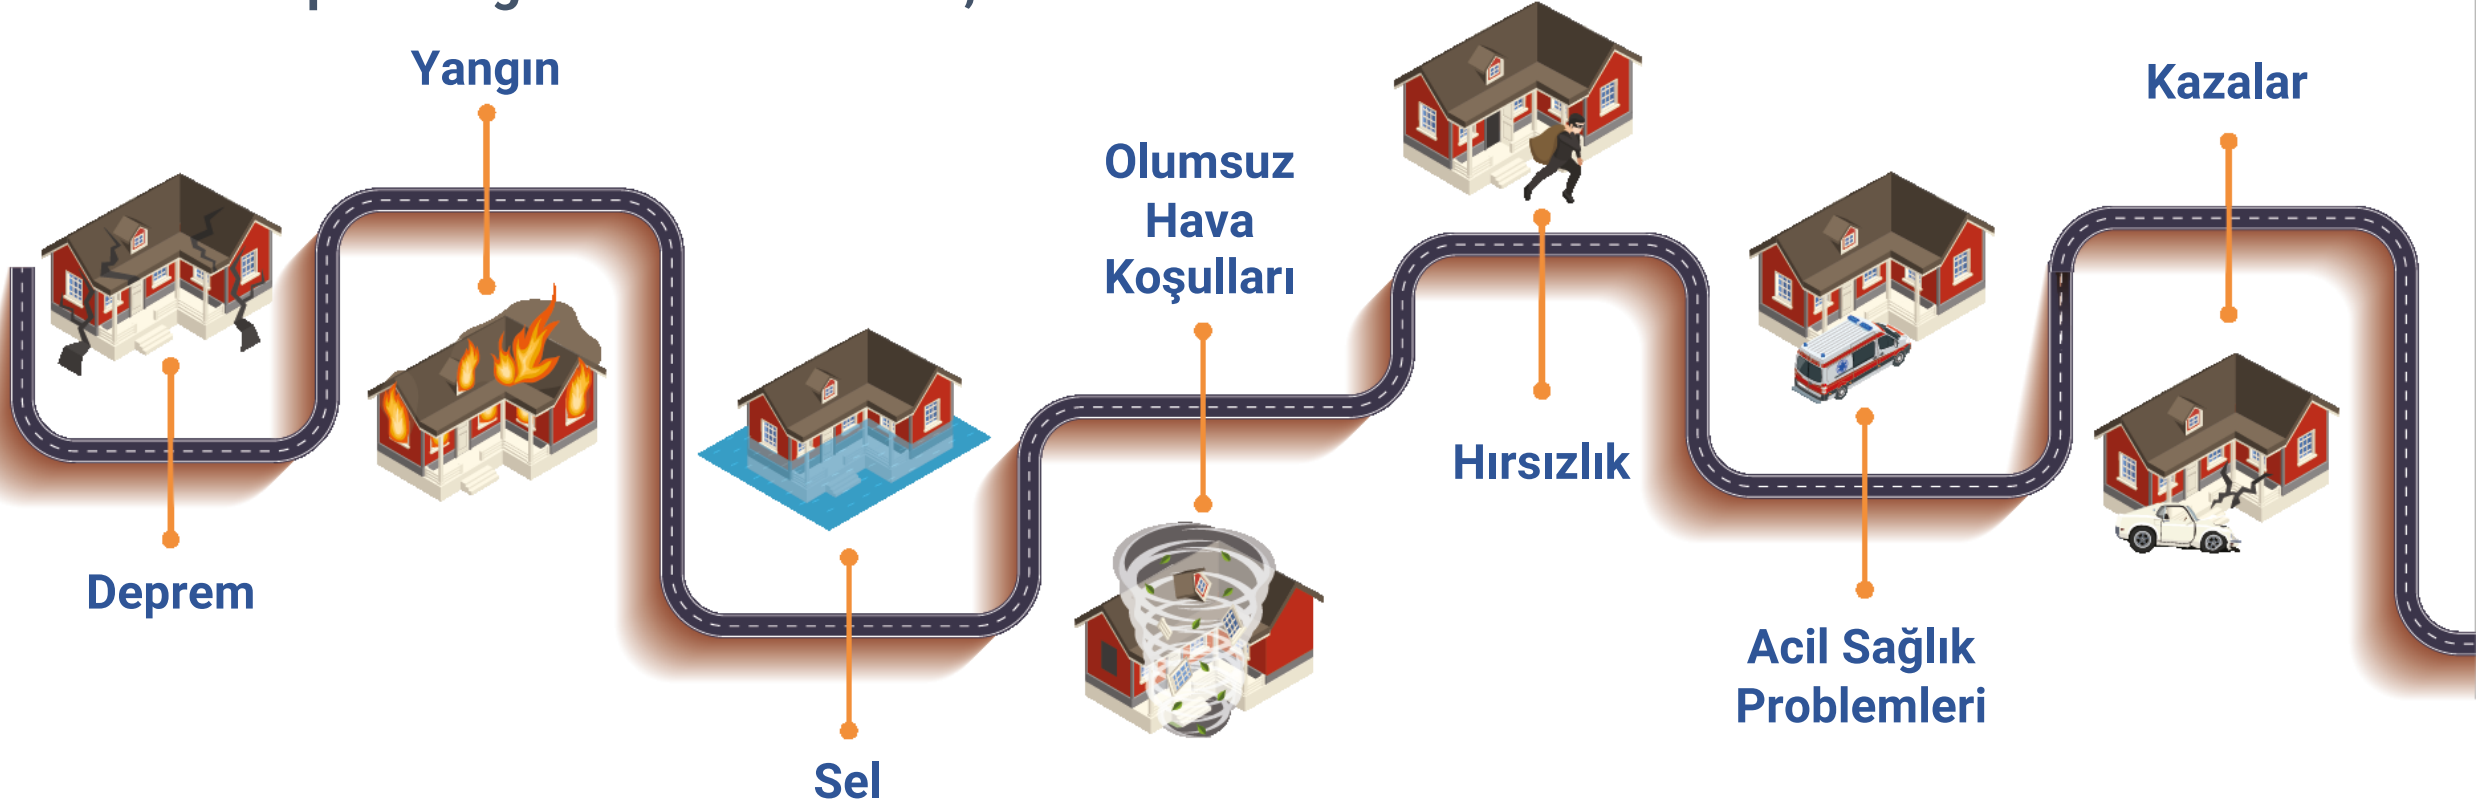 Yangın
Kazalar
Olumsuz
Hava
Koşulları
Hırsızlık
Deprem
Acil Sağlık
Problemleri
Sel